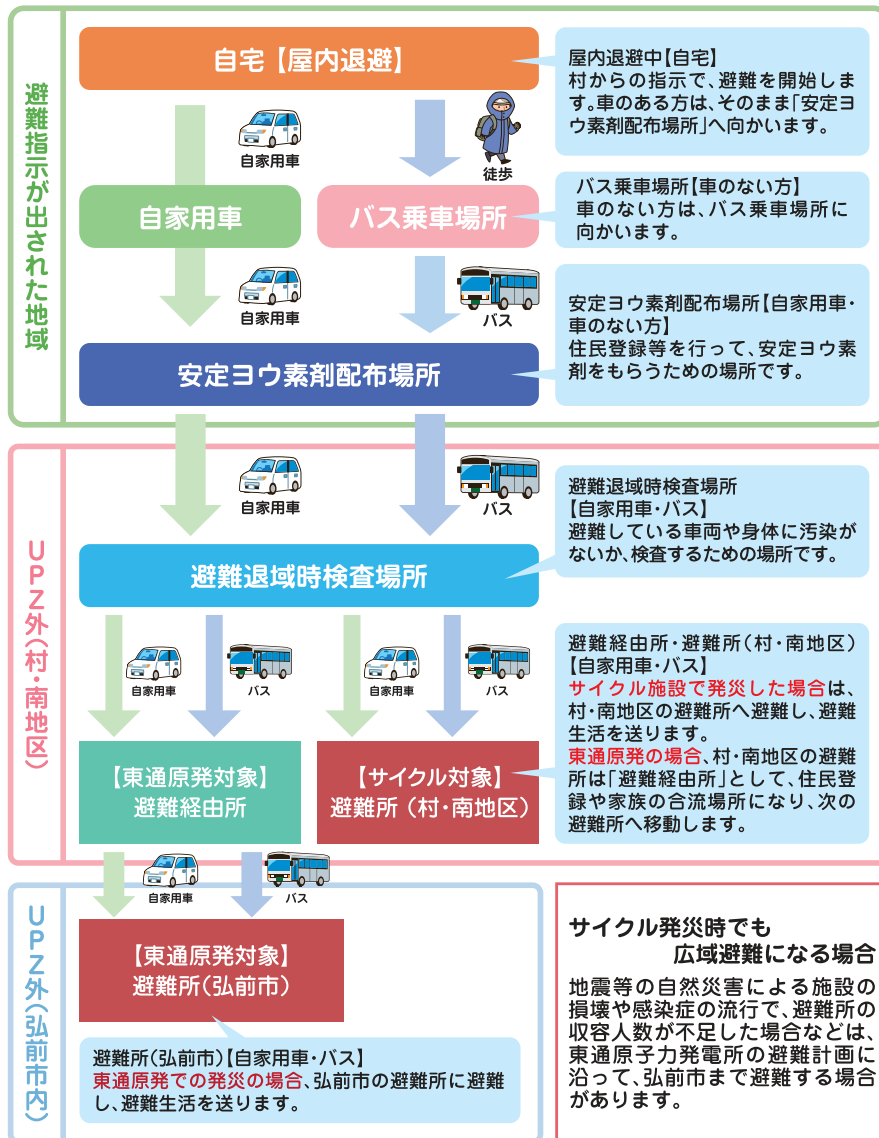 避難指示が出された地域
自宅【屋内退避】
屋内退避中【自宅】
村からの指示で、避難を開始しま
す。車のある方は、そのまま「安定ヨ
ウ素剤配布場所」へ向かいます。
自家用車
徒歩
自家用車
バス乗車場所
バス乗車場所【車のない方】
車のない方は、バス乗車場所に
向かいます。
自家用車
バス
安定ヨウ素剤配布場所【自家用車・
車のない方】
住民登録等を行って、安定ヨウ素
剤をもらうための場所です。
安定ヨウ素剤配布場所
UPZ外(村・南地区)
自家用車
バス
避難退域時検査場所
【自家用車・バス】
避難している車両や身体に汚染が
ないか、検査するための場所です。
避難退域時検査場所
自家用車
バス
自家用車
バス
避難経由所・避難所(村・南地区)
【自家用車・バス】
サイクル施設で発災した場合は、
村・南地区の避難所へ避難し、避難
生活を送ります。
東通原発の場合、村・南地区の避難
所は「避難経由所」として、住民登
録や家族の合流場所になり、次の
避難所へ移動します。
【東通原発対象】
避難経由所
【サイクル対象】
避難所(村・南地区)
自家用車
バス
UPZ外(弘前市内)
【東通原発対象】
避難所(弘前市)
避難所(弘前市)【自家用車・バス】
東通原発での発災の場合、弘前市の避難所に避難
し、避難生活を送ります。
サイクル発災時でも
広域避難になる場合
地震等の自然災害による施設の
損壊や感染症の流行で、避難所の
収容人数が不足した場合などは、
東通原子力発電所の避難計画に
沿って、弘前市まで避難する場合
があります。